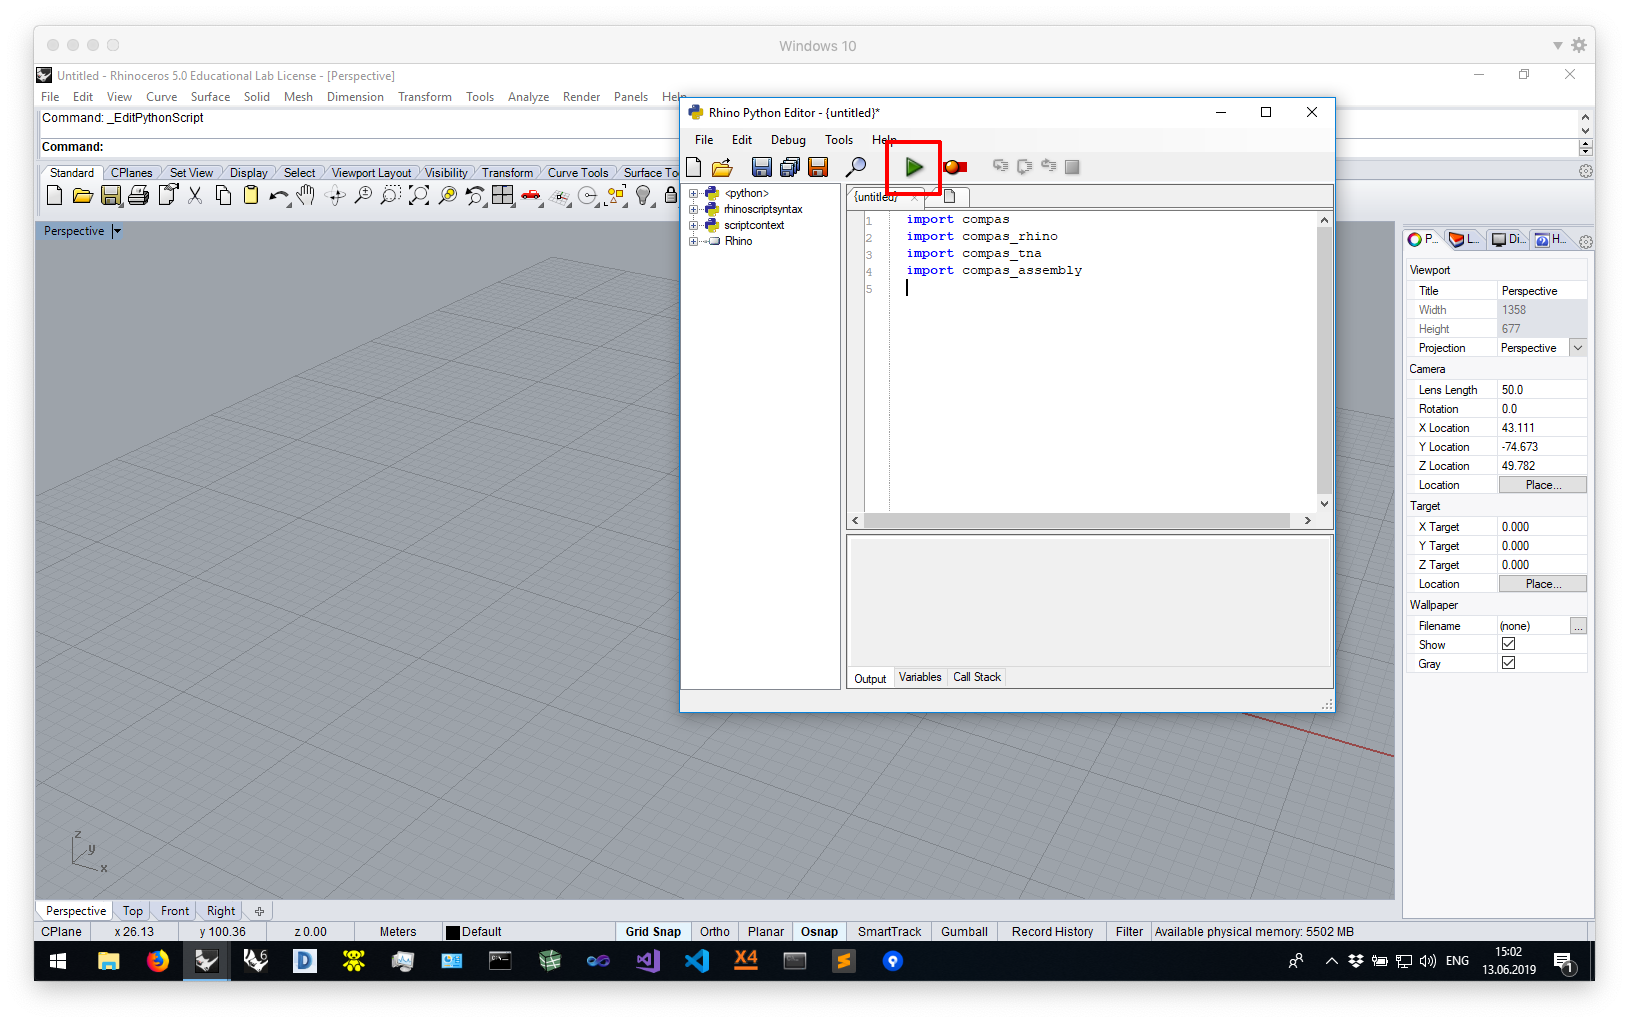 Windows 10
Untitled - Rhinoceros 5.0 Educational Lab License - [Perspective]
File Edit View Curve Surface Solid Mesh Dimension Transform Tools Analyze Render Panels Help
Command: _EditPythonScript
Command:
Standard CPlanes Set View Display Select Viewport Layout Visibility Transform Curve Tools Surface To
Perspective
Rhino Python Editor - {untitled}*
File Edit Debug Tools Help
<python>
rhinoscriptsyntax
scriptcontext
Rhino
{untitled}
1 import compas
2 import compas_rhino
3 import compas_tna
4 import compas_assembly
5
Output Variables Call Stack
P... L... Di... H...
Viewport
Title Perspective
Width 1358
Height 677
Projection Perspective
Camera
Lens Length 50.0
Rotation 0.0
X Location 43.111
Y Location -74.673
Z Location 49.782
Location Place...
Target
X Target 0.000
Y Target 0.000
Z Target 0.000
Location Place...
Wallpaper
Filename (none) ...
Show
Gray
z
y
x
Perspective Top Front Right
CPlane x 26.13 y 100.36 z 0.00 Meters Default Grid Snap Ortho Planar Osnap SmartTrack Gumball Record History Filter Available physical memory: 5502 MB
6
D
X4
ENG
15:02
13.06.2019
1